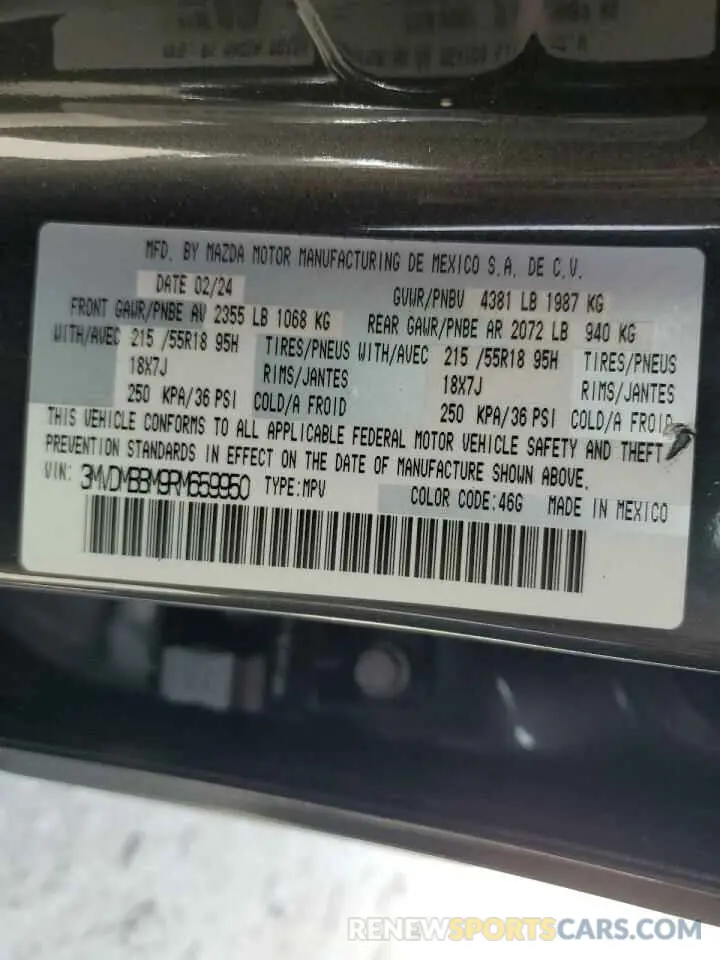 MFD. BY MAZDA MOTOR MANUFACTURING DE MEXICO S.A. DE C.V.
DATE 02/24 GVWR/PNBV 4381 LB 1987 KG
FRONT GAWR/PNBE AV 2355 LB 1068 KG REAR GAWR/PNBE AR 2072 LB 940 KG
WITH/AVEC 215 /55R18 95H TIRES/PNEUS WITH/AVEC 215 /55R18 95H TIRES/PNEUS
18X7J RIMS/JANTES 18X7J RIMS/JANTES
250 KPA/36 PSI COLD/A FROID 250 KPA/36 PSI COLD/A FROID
THIS VEHICLE CONFORMS TO ALL APPLICABLE FEDERAL MOTOR VEHICLE SAFETY AND THEFT
PREVENTION STANDARDS IN EFFECT ON THE DATE OF MANUFACTURE SHOWN ABOVE.
VIN: 3MVDMBBM9RM659950 TYPE:MPV COLOR CODE:46G MADE IN MEXICO
RENEWSPORTSCARS.COM